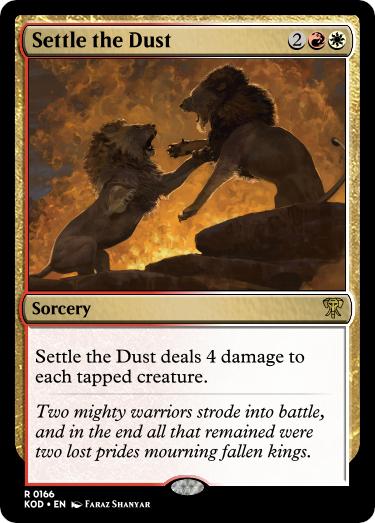 Settle the Dust 2
Sorcery
Settle the Dust deals 4 damage to
each tapped creature.
Two mighty warriors strode into battle,
and in the end all that remained were
two lost prides mourning fallen kings.
R 0166
KOD • EN Faraz Shanyar